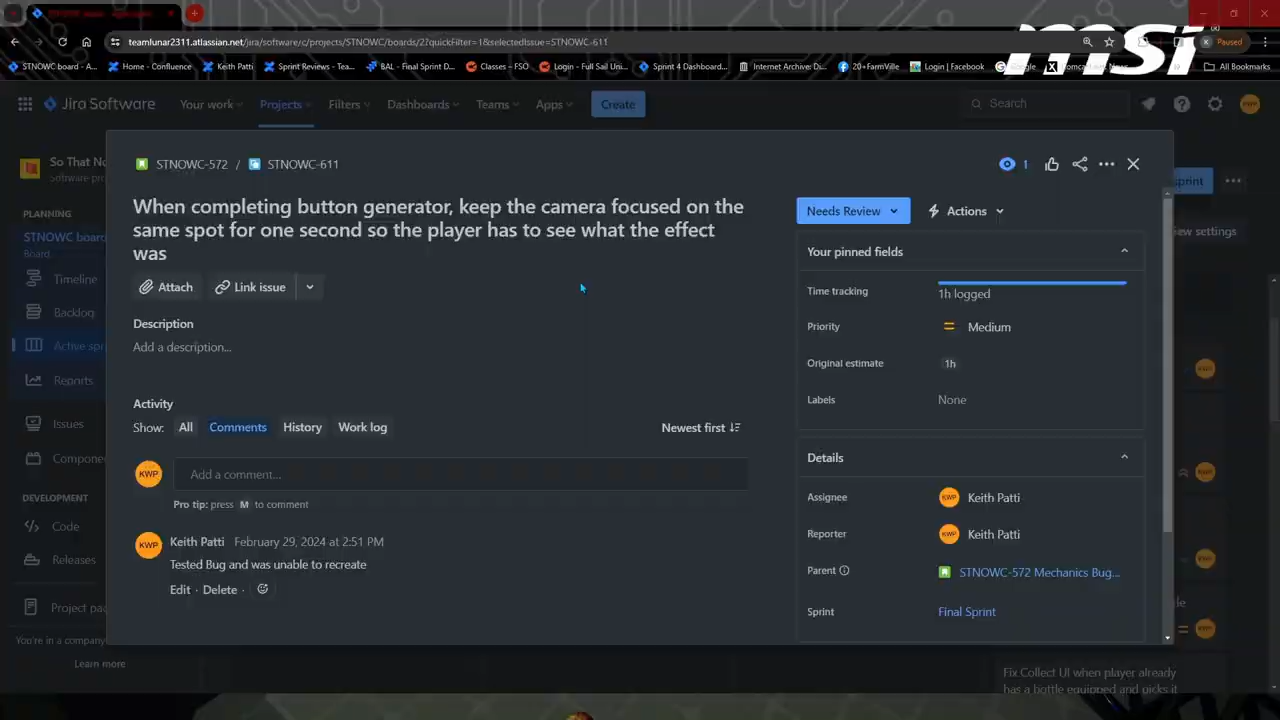 teamlunar2311.atlassian.net/jira/software/c/projects/STNOWC/boards/2?quickFilter=1&selectedIssue=STNOWC-611
Paused
STNOWC board - A...
Home - Confluence
Keith Patti
Sprint Reviews - Tea...
BAL - Final Sprint D...
Classes - FSO
Login - Full Sail Uni...
Sprint 4 Dashboard...
Internet Archive: Di...
20+ FarmVille
Login | Facebook
All Bookmarks
msi
Jira Software
Your work
Projects
Filters
Dashboards
Teams
Apps
Create
Search
KWP
So That No
Software pro
PLANNING
STNOWC board
Board
Timeline
Backlog
Active spri
Reports
Issues
Compone
DEVELOPMENT
Code
Releases
Project pa
You're in a company
Learn more
STNOWC-572 / STNOWC-611
1
When completing button generator, keep the camera focused on the
same spot for one second so the player has to see what the effect
was
Attach
Link issue
Description
Add a description...
Activity
Show:
All
Comments
History
Work log
Newest first
KWP
Add a comment...
Pro tip: press M to comment
KWP
Keith Patti February 29, 2024 at 2:51 PM
Tested Bug and was unable to recreate
Edit · Delete ·
Needs Review
Actions
Your pinned fields
Time tracking
1h logged
Priority
Medium
Original estimate
1h
Labels
None
Details
Assignee
KWP Keith Patti
Reporter
KWP Keith Patti
Parent
STNOWC-572 Mechanics Bug...
Sprint
Final Sprint
print
iew settings
Fix Collect UI when player already
has a bottle equipped and picks it